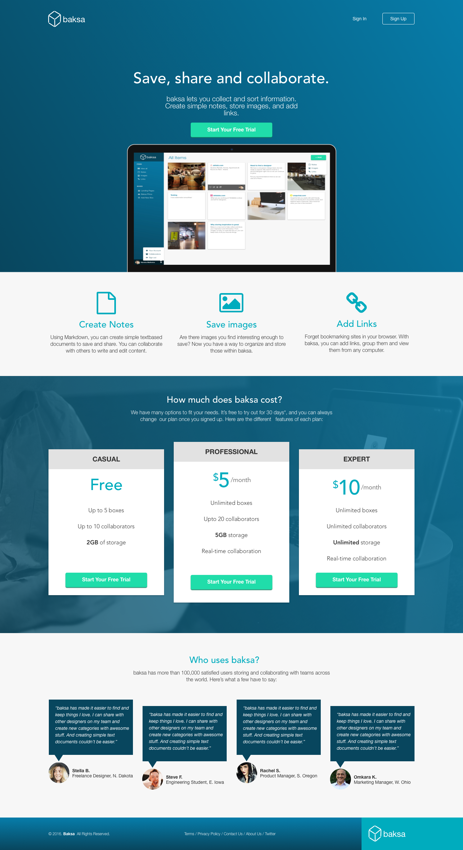 baksa
Sign In
Sign Up
Save, share and collaborate.
baksa lets you collect and sort information.
Create simple notes, store images, and add
links.
Start Your Free Trial
baksa
All Items
Create Notes
Save images
Add Links
Using Markdown, you can create simple textbased
documents to save and share. You can collaborate
with others to write and edit content.
Are there images you find interesting enough to
save? Now you have a way to organize and store
those within baksa.
Forget bookmarking sites in your browser. With
baksa, you can add links, group them and view
them from any computer.
How much does baksa cost?
We have many options to fit your needs. It's free to try out for 30 days*, and you can always
change our plan once you signed up. Here are the different features of each plan:
CASUAL
Free
Up to 5 boxes
Up to 10 collaborators
2GB of storage
Start Your Free Trial
PROFESSIONAL
$5/month
Unlimited boxes
Upto 20 collaborators
5GB storage
Real-time collaboration
Start Your Free Trial
EXPERT
$10/month
Unlimited boxes
Unlimited collaborators
Unlimited storage
Real-time collaboration
Start Your Free Trial
Who uses baksa?
baksa has more than 100,000 satisfied users storing and collaborating with teams across
the world. Here's what a few have to say:
"baksa has made it easier to find and
keep things I love. I can share with
other designers on my team and
create new categories with awesome
stuff. And creating simple text
documents couldn't be easier."
Stella B.
Freelance Designer, N. Dakota
"baksa has made it easier to find and
keep things I love. I can share with
other designers on my team and
create new categories with awesome
stuff. And creating simple text
documents couldn't be easier."
Steve F.
Engineering Student, E. Iowa
"baksa has made it easier to find and
keep things I love. I can share with
other designers on my team and
create new categories with awesome
stuff. And creating simple text
documents couldn't be easier."
Rachel S.
Product Manager, S. Oregon
"baksa has made it easier to find and
keep things I love. I can share with
other designers on my team and
create new categories with awesome
stuff. And creating simple text
documents couldn't be easier."
Omkara K.
Marketing Manager, W. Ohio
© 2016, Baksa. All Rights Reserved.
Terms / Privacy Policy / Contact Us / About Us / Twitter
baksa